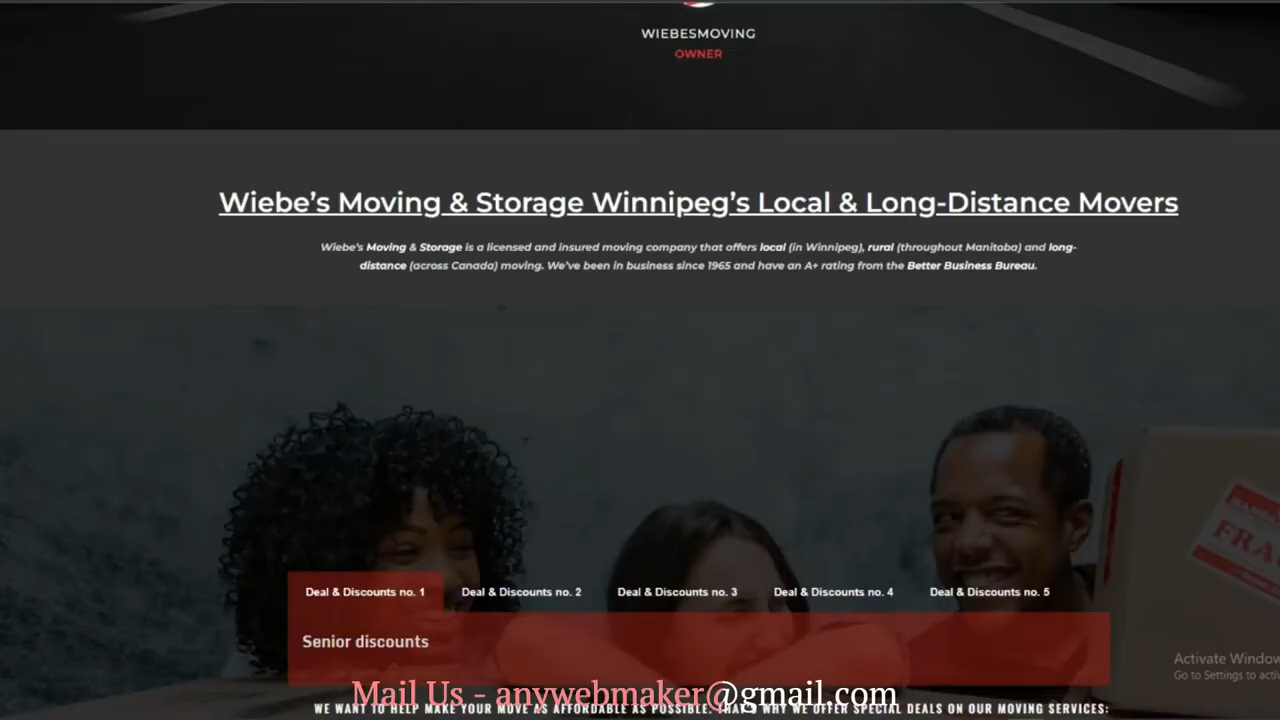 WIEBESMOVING
OWNER
Wiebe's Moving & Storage Winnipeg's Local & Long-Distance Movers
Wiebe's Moving & Storage is a licensed and insured moving company that offers local (in Winnipeg), rural (throughout Manitoba) and long-
distance (across Canada) moving. We've been in business since 1965 and have an A+ rating from the Better Business Bureau.
Deal & Discounts no. 1 Deal & Discounts no. 2 Deal & Discounts no. 3 Deal & Discounts no. 4 Deal & Discounts no. 5
FRA
Senior discounts
Activate Window
Go to Settings to activ
Mail Us - anywebmaker@gmail.com
WE WANT TO HELP MAKE YOUR MOVE AS AFFORDABLE AS POSSIBLE. THAT'S WHY WE OFFER SPECIAL DEALS ON OUR MOVING SERVICES: